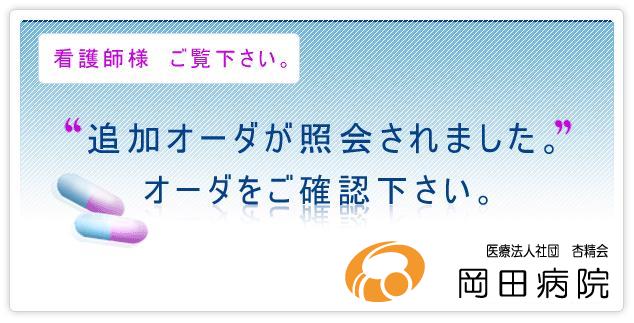 看護師様　ご覧下さい。
“追加オーダが照会されました。”
オーダをご確認下さい。
医療法人社団　杏精会
岡田病院